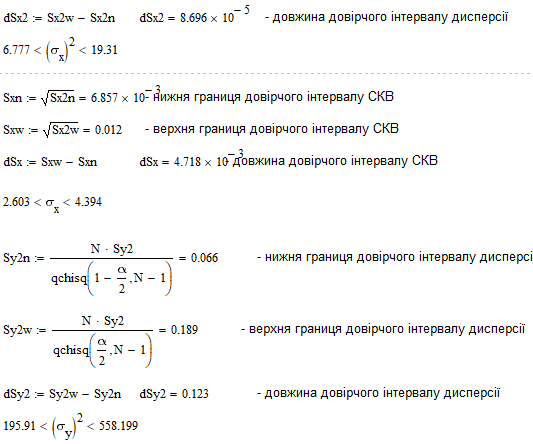 dSx2 := Sx2w − Sx2n dSx2 = 8.696 × 10⁻⁵ - довжина довірчого інтервалу дисперсії
6.777 < (σₓ)² < 19.31
Sxn := √Sx2n = 6.857 × 10⁻³ - нижня границя довірчого інтервалу СКВ
Sxw := √Sx2w = 0.012 - верхня границя довірчого інтервалу СКВ
dSx := Sxw − Sxn dSx = 4.718 × 10⁻³ - довжина довірчого інтервалу СКВ
2.603 < σₓ < 4.394
Sy2n := N · Sy2 / qchisq(1 − α/2, N − 1) = 0.066 - нижня границя довірчого інтервалу дисперсі
Sy2w := N · Sy2 / qchisq(α/2, N − 1) = 0.189 - верхня границя довірчого інтервалу дисперсії
dSy2 := Sy2w − Sy2n dSy2 = 0.123 - довжина довірчого інтервалу дисперсії
195.91 < (σ_y)² < 558.199